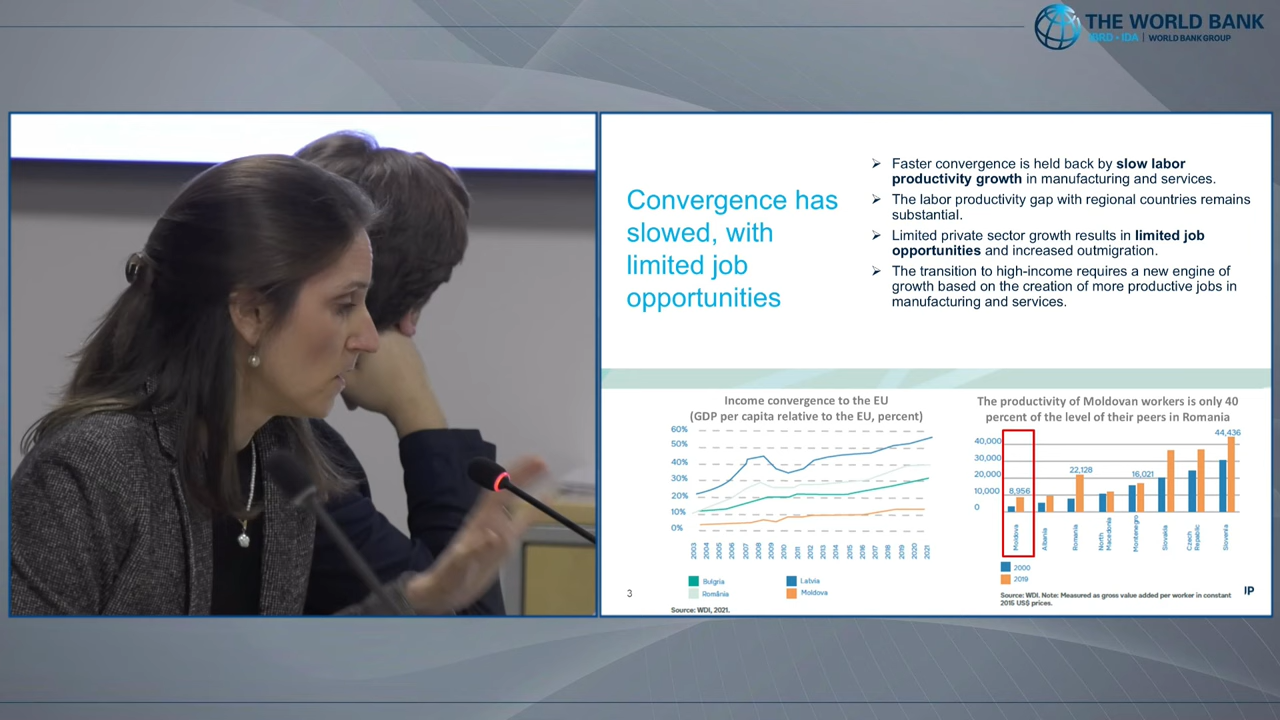 THE WORLD BANK
IBRD • IDA | WORLD BANK GROUP
Convergence has
slowed, with
limited job
opportunities
➢ Faster convergence is held back by slow labor
productivity growth in manufacturing and services.
➢ The labor productivity gap with regional countries remains
substantial.
➢ Limited private sector growth results in limited job
opportunities and increased outmigration.
➢ The transition to high-income requires a new engine of
growth based on the creation of more productive jobs in
manufacturing and services.
Income convergence to the EU
(GDP per capita relative to the EU, percent)
60%
50%
40%
30%
20%
10%
0%
2003 2004 2005 2006 2007 2008 2009 2010 2011 2012 2013 2014 2015 2016 2017 2018 2019 2020 2021
Bulgria
Latvia
România
Moldova
Source: WDI, 2021.
3
The productivity of Moldovan workers is only 40
percent of the level of their peers in Romania
44,436
40,000
30,000
22,128
20,000
16,021
10,000
8,956
0
Moldova
Albania
Romania
North
Macedonia
Montenegro
Slovakia
Czech
Republic
Slovenia
2000
2019
Source: WDI. Note: Measured as gross value added per worker in constant
2015 US$ prices.
UP